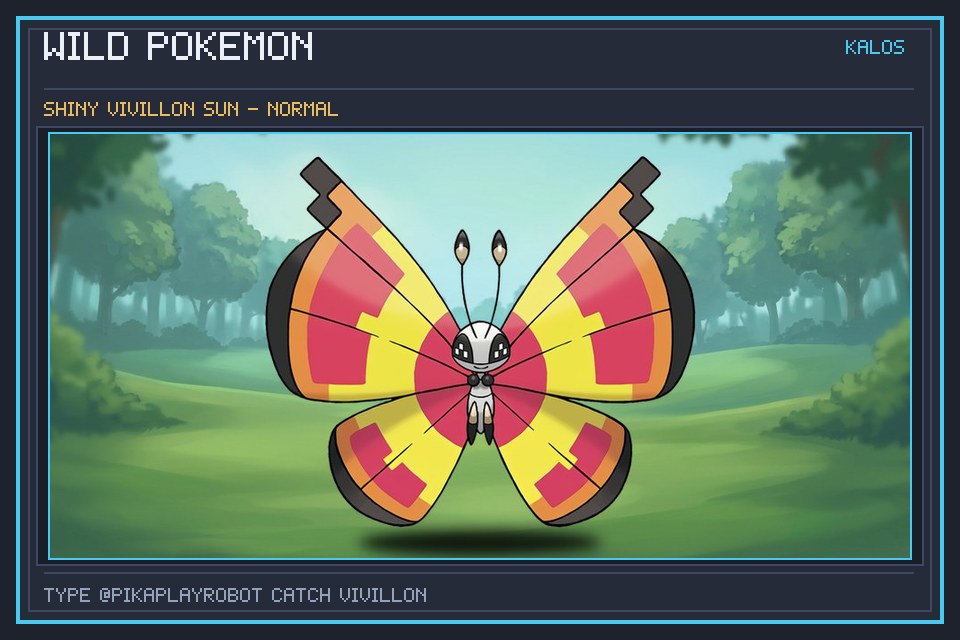 WILD POKEMON
KALOS
SHINY VIVILLON SUN - NORMAL
TYPE @PIKAPLAYROBOT CATCH VIVILLON